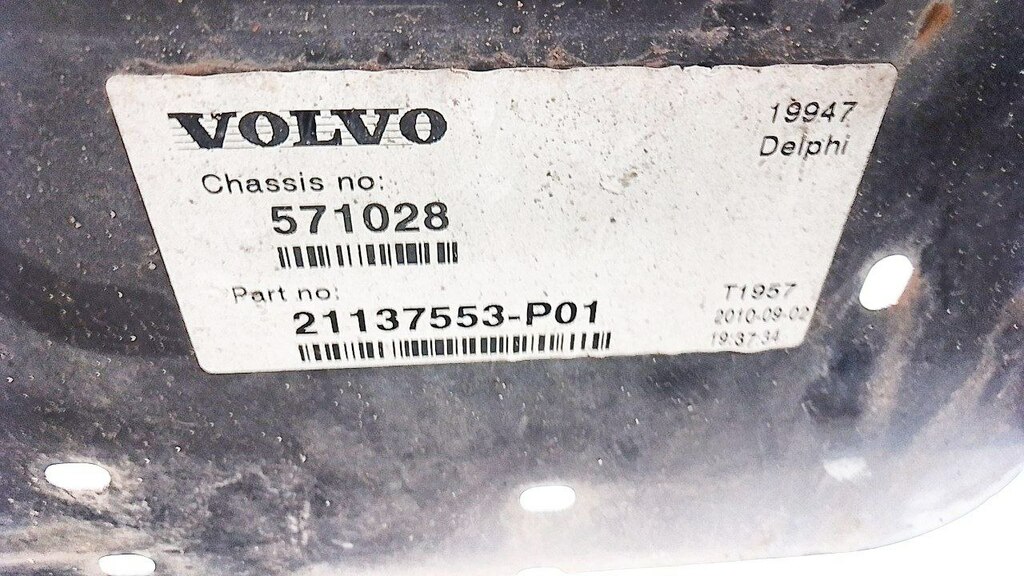 VOLVO
19947
Delphi
Chassis no:
571028
Part no:
21137553-P01
T1957
2010-09-02
19:37:34